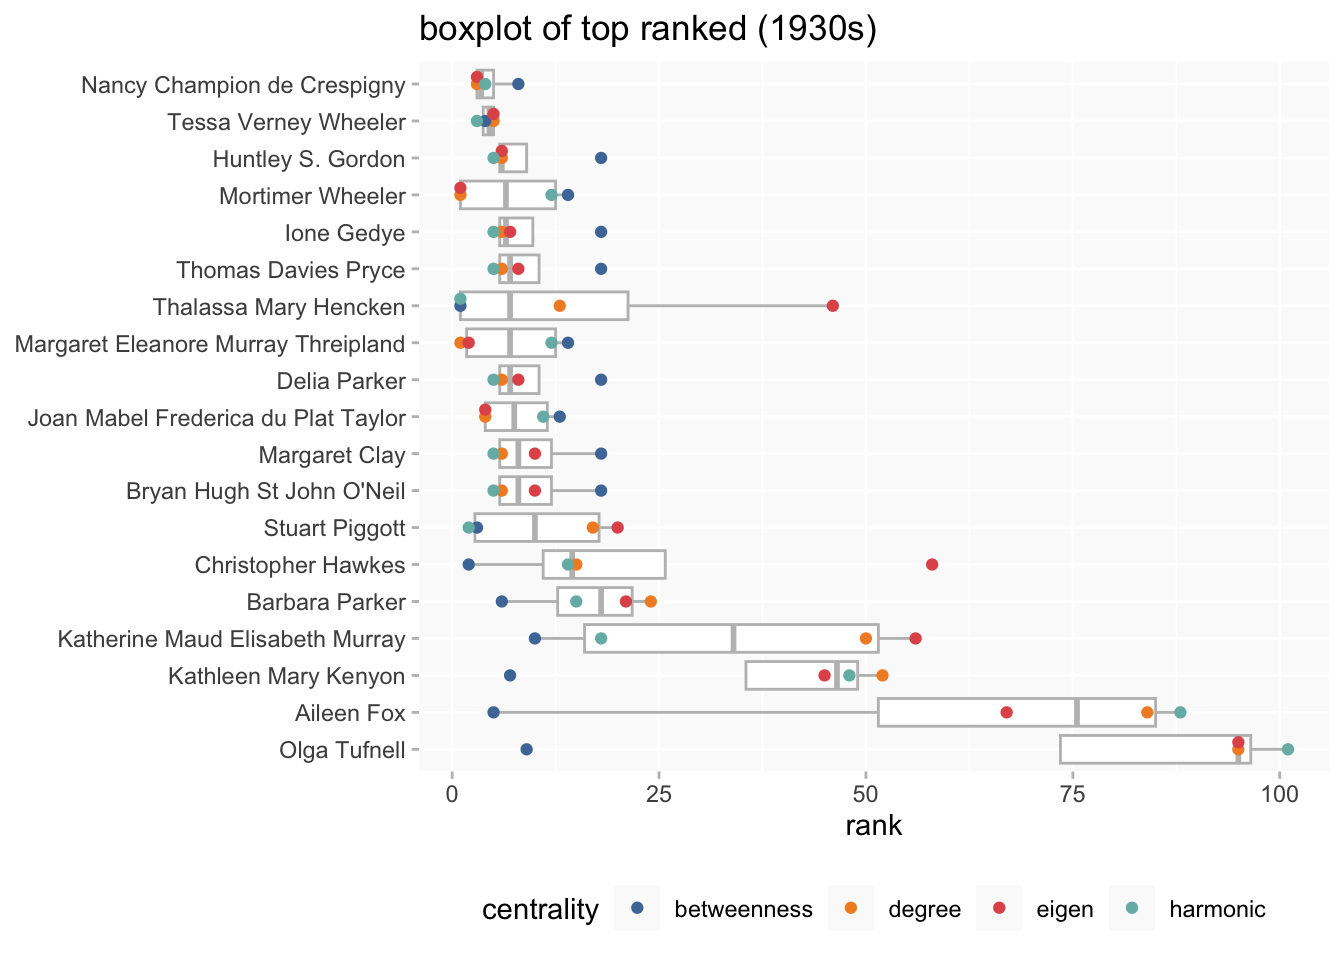 boxplot of top ranked (1930s)
Nancy Champion de Crespigny
Tessa Verney Wheeler
Huntley S. Gordon
Mortimer Wheeler
Ione Gedye
Thomas Davies Pryce
Thalassa Mary Hencken
Margaret Eleanore Murray Threipland
Delia Parker
Joan Mabel Frederica du Plat Taylor
Margaret Clay
Bryan Hugh St John O'Neil
Stuart Piggott
Christopher Hawkes
Barbara Parker
Katherine Maud Elisabeth Murray
Kathleen Mary Kenyon
Aileen Fox
Olga Tufnell
0 25 50 75 100
rank
centrality betweenness degree eigen harmonic